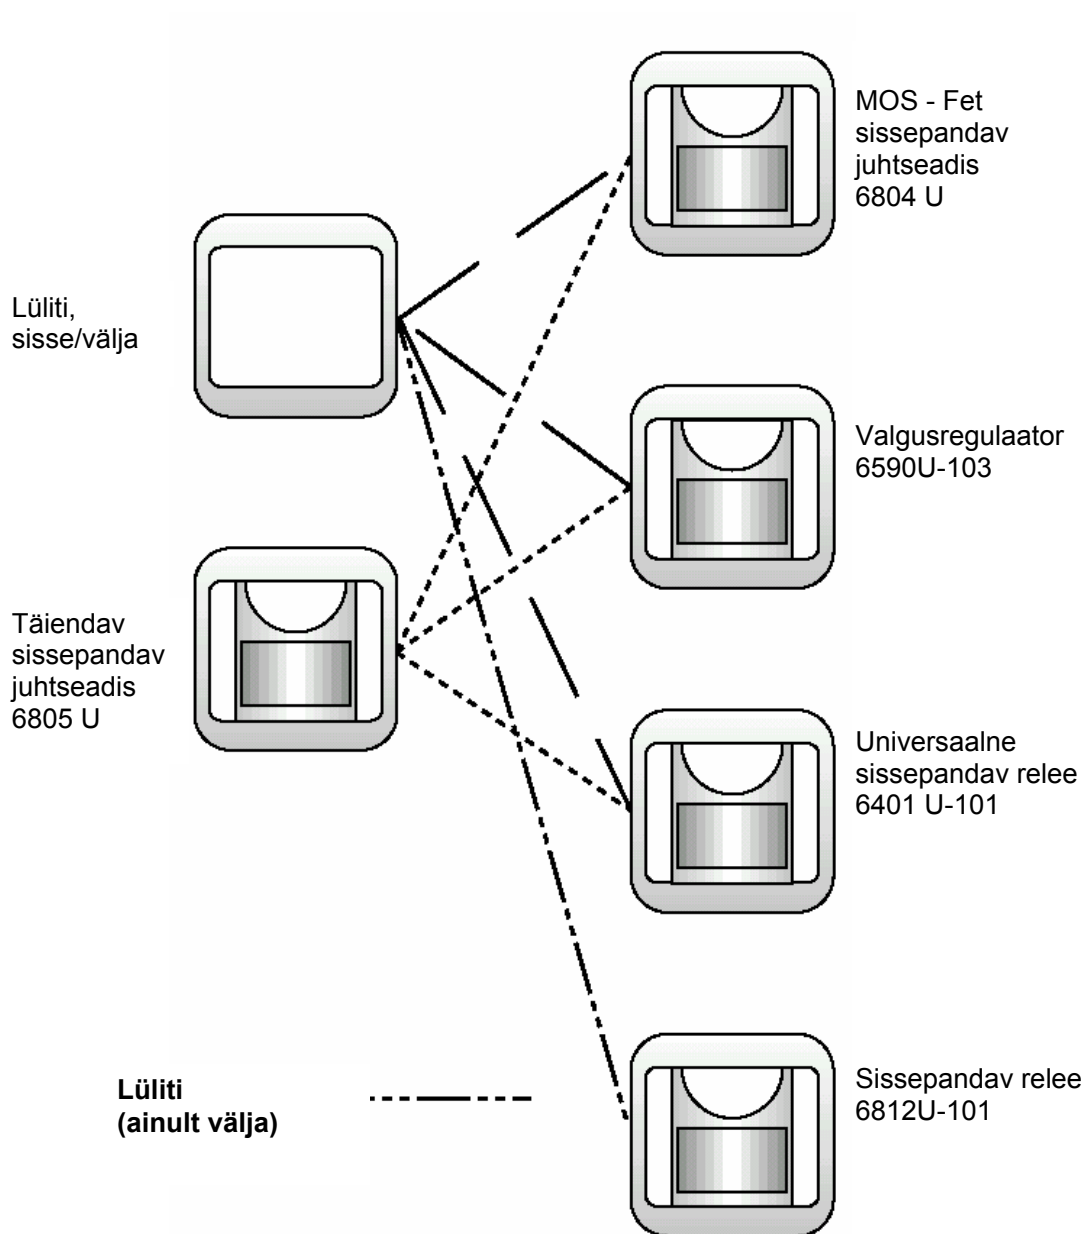 MOS - Fet
sissepandav
juhtseadis
6804 U
Lüliti,
sisse/välja
Valgusregulaator
6590U-103
Täiendav
sissepandav
juhtseadis
6805 U
Universaalne
sissepandav relee
6401 U-101
Sissepandav relee
6812U-101
Lüliti
(ainult välja)